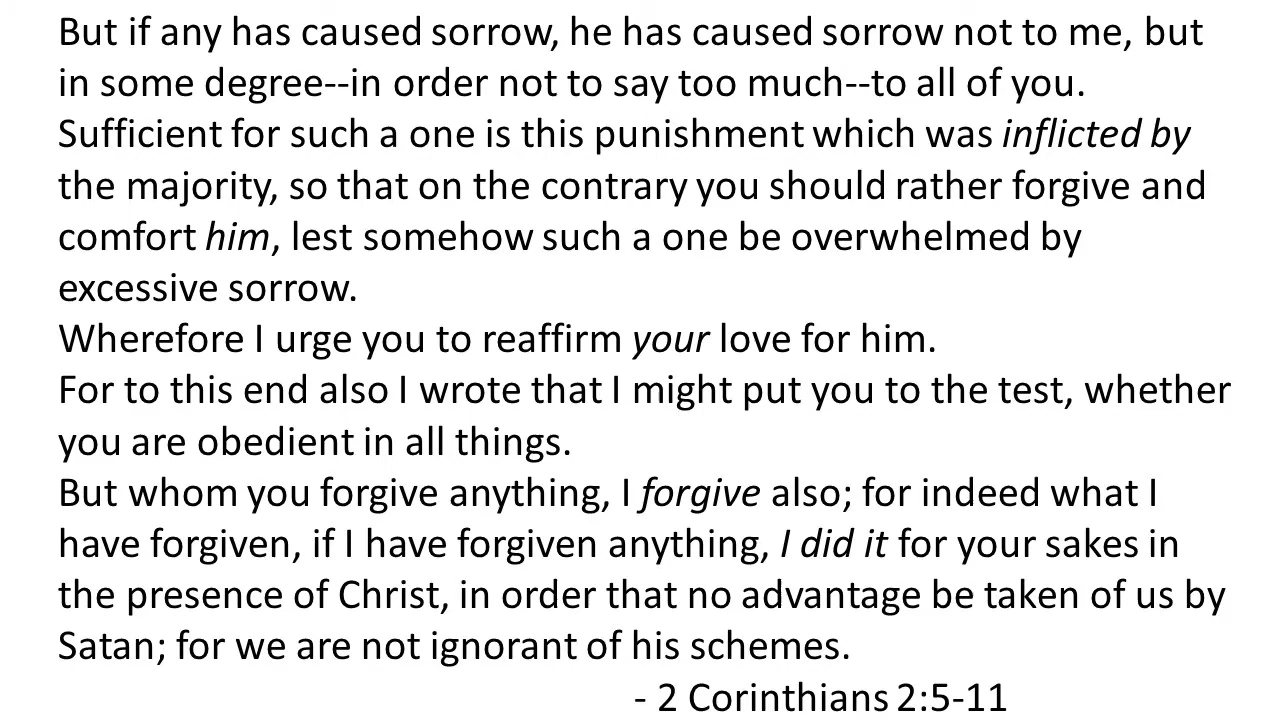 But if any has caused sorrow, he has caused sorrow not to me, but
in some degree--in order not to say too much--to all of you.
Sufficient for such a one is this punishment which was inflicted by
the majority, so that on the contrary you should rather forgive and
comfort him, lest somehow such a one be overwhelmed by
excessive sorrow.
Wherefore I urge you to reaffirm your love for him.
For to this end also I wrote that I might put you to the test, whether
you are obedient in all things.
But whom you forgive anything, I forgive also; for indeed what I
have forgiven, if I have forgiven anything, I did it for your sakes in
the presence of Christ, in order that no advantage be taken of us by
Satan; for we are not ignorant of his schemes.
- 2 Corinthians 2:5-11